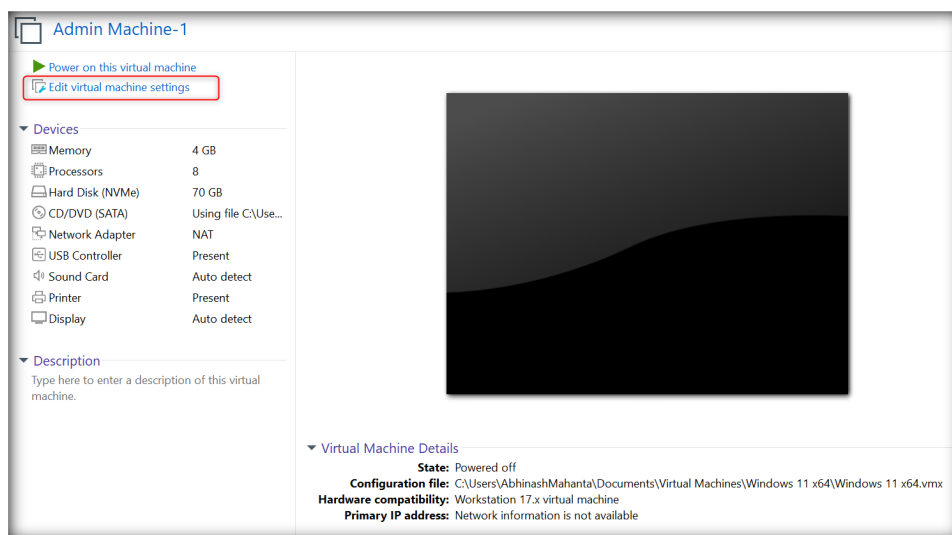 Admin Machine-1
Power on this virtual machine
Edit virtual machine settings
Devices
Memory 4 GB
Processors 8
Hard Disk (NVMe) 70 GB
CD/DVD (SATA) Using file C:\Use...
Network Adapter NAT
USB Controller Present
Sound Card Auto detect
Printer Present
Display Auto detect
Description
Type here to enter a description of this virtual
machine.
Virtual Machine Details
State: Powered off
Configuration file: C:\Users\AbhinashMahanta\Documents\Virtual Machines\Windows 11 x64\Windows 11 x64.vmx
Hardware compatibility: Workstation 17.x virtual machine
Primary IP address: Network information is not available